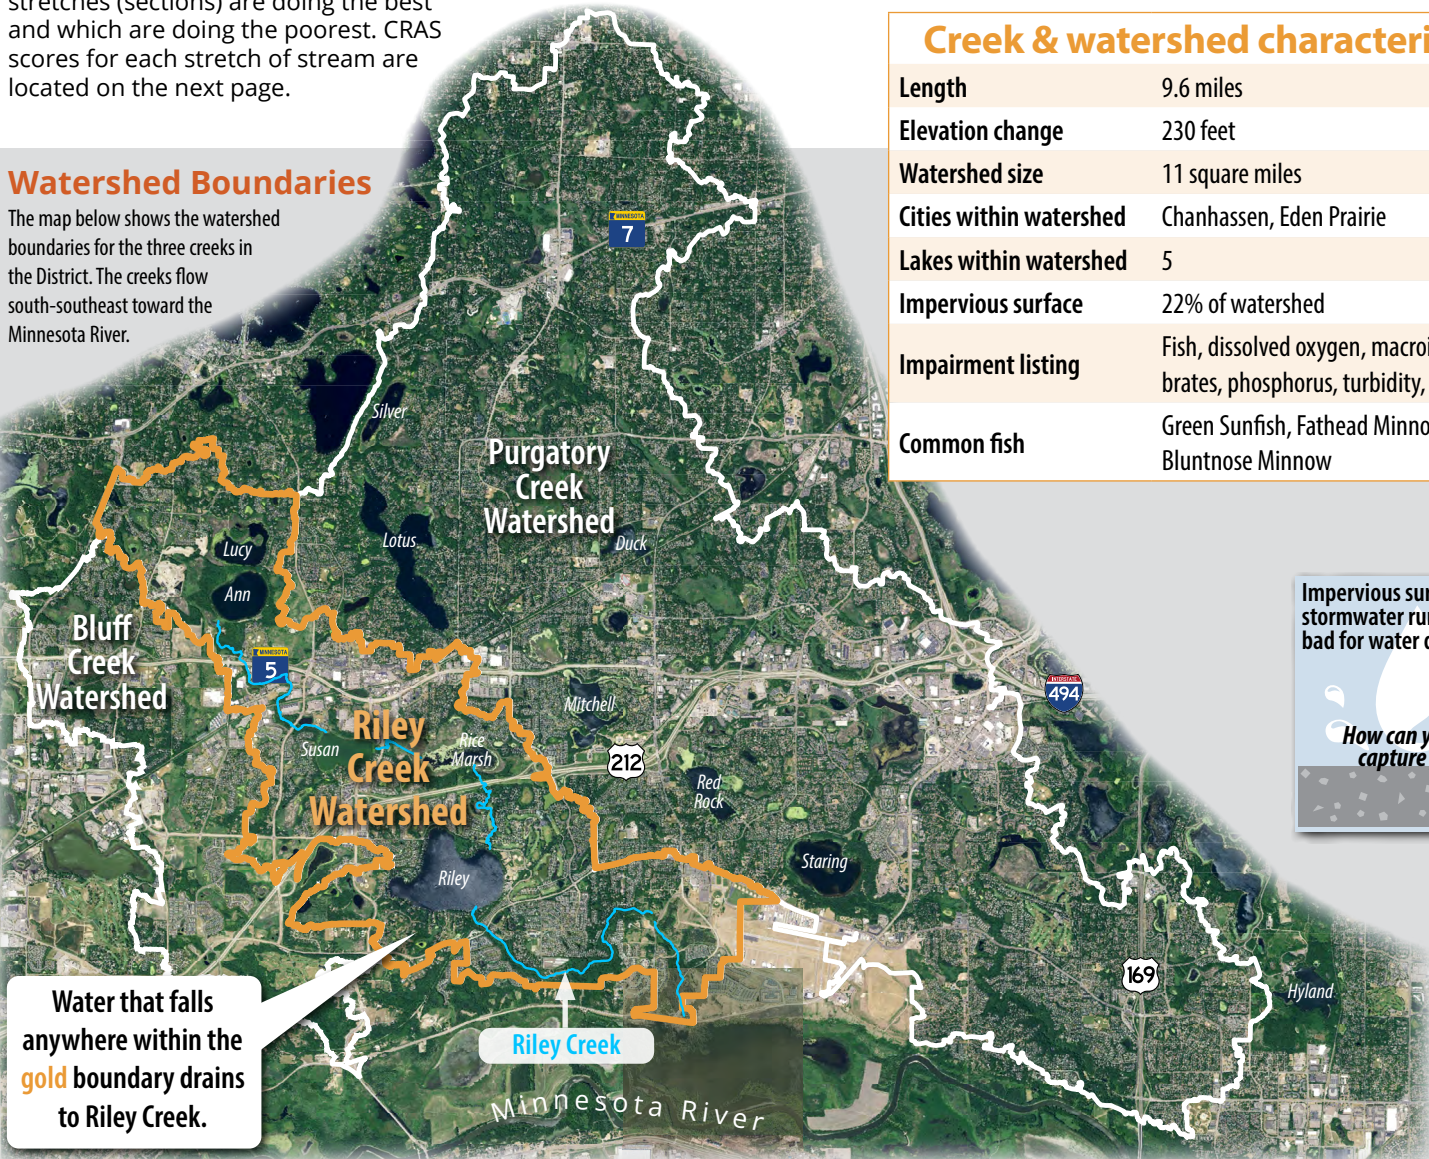 stretches (sections) are doing the best
and which are doing the poorest. CRAS
scores for each stretch of stream are
located on the next page.
Watershed Boundaries
The map below shows the watershed
boundaries for the three creeks in
the District. The creeks flow
south-southeast toward the
Minnesota River.
Creek & watershed characteri
Length 9.6 miles
Elevation change 230 feet
Watershed size 11 square miles
Cities within watershed Chanhassen, Eden Prairie
Lakes within watershed 5
Impervious surface 22% of watershed
Impairment listing Fish, dissolved oxygen, macroi
brates, phosphorus, turbidity,
Common fish Green Sunfish, Fathead Minno
Bluntnose Minnow
MINNESOTA
7
Silver
Purgatory
Creek
Watershed
Lotus
Duck
Lucy
Ann
Bluff
Creek
Watershed
MINNESOTA
5
Riley
Creek
Watershed
Susan
Rice
Marsh
Mitchell
212
Red
Rock
INTERSTATE
494
Riley
Staring
169
Hyland
Impervious sur
stormwater ru
bad for water
How can y
capture
Water that falls
anywhere within the
gold boundary drains
to Riley Creek.
Riley Creek
Minnesota River